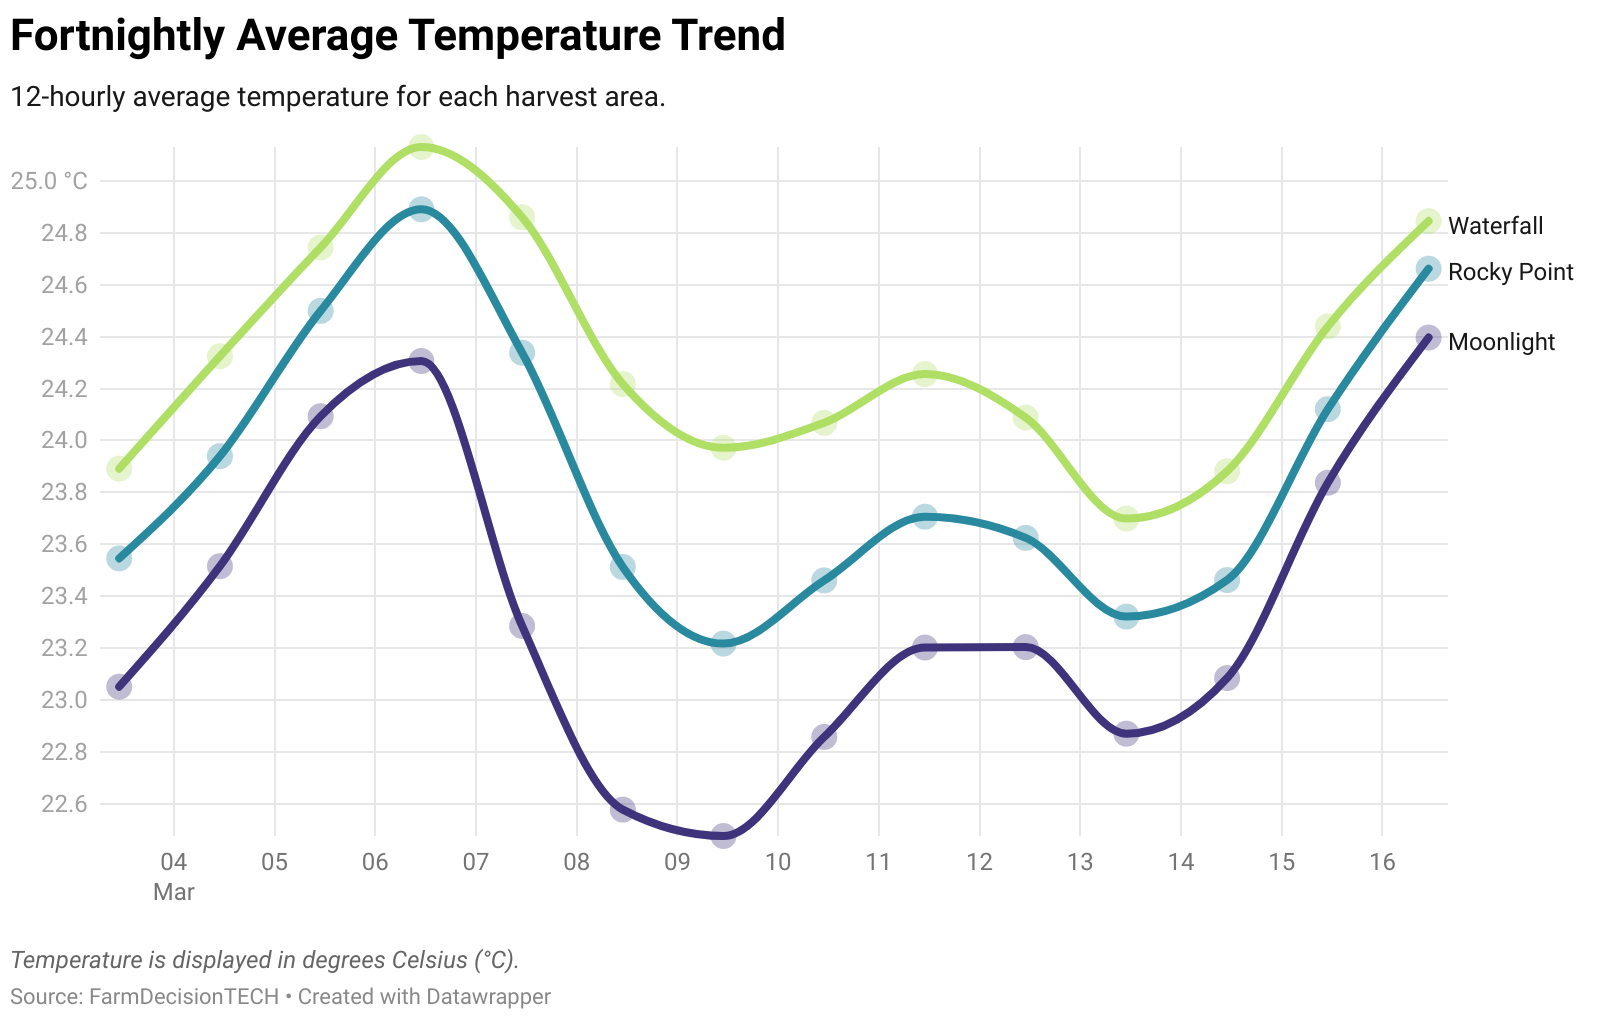 Fortnightly Average Temperature Trend
12-hourly average temperature for each harvest area.
25.0 °C
24.8
24.6
24.4
24.2
24.0
23.8
23.6
23.4
23.2
23.0
22.8
22.6
Waterfall
Rocky Point
Moonlight
04 05 06 07 08 09 10 11 12 13 14 15 16
Mar
Temperature is displayed in degrees Celsius (°C).
Source: FarmDecisionTECH • Created with Datawrapper